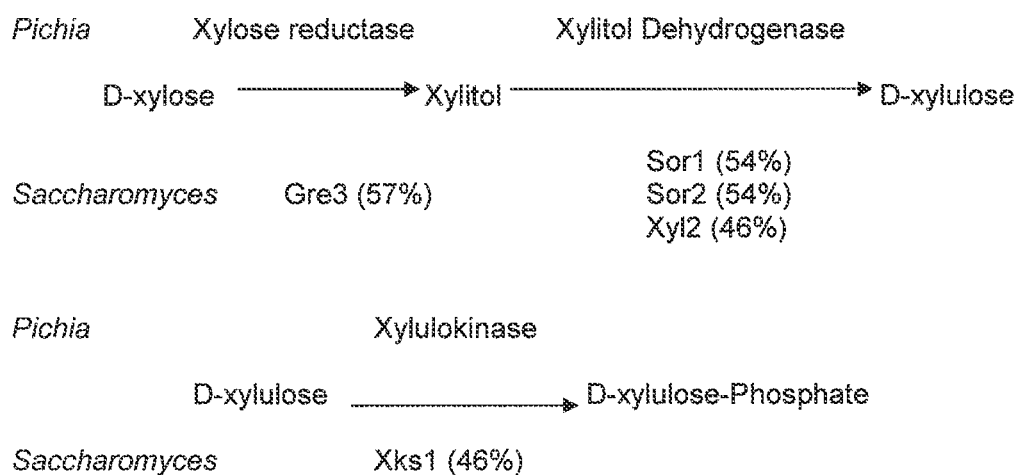 Pichia Xylose reductase Xylitol Dehydrogenase
D-xylose Xylitol D-xylulose
Sor1 (54%)
Saccharomyces Gre3 (57%) Sor2 (54%)
Xyl2 (46%)
Pichia Xylulokinase
D-xylulose D-xylulose-Phosphate
Saccharomyces Xks1 (46%)